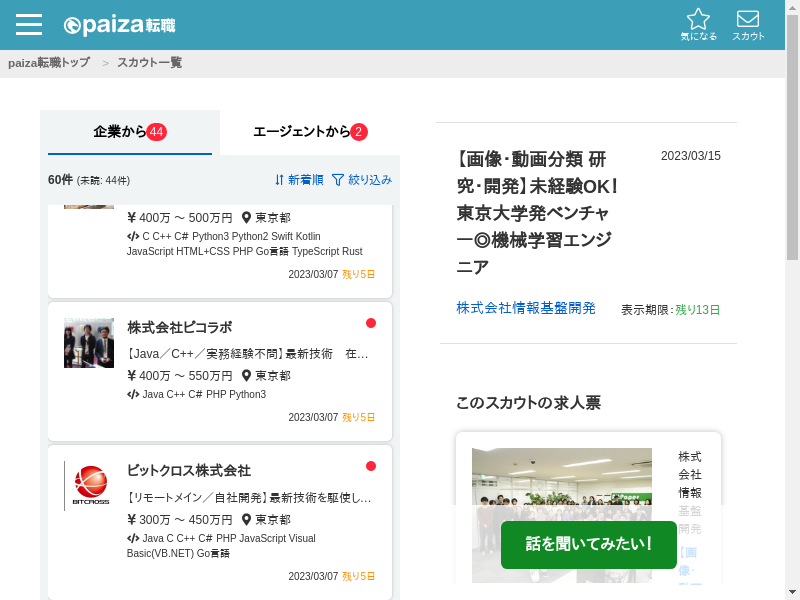 paiza転職
気になる
スカウト
paiza転職トップ > スカウト一覧
企業から44
エージェントから2
60件 (未読: 44件)
新着順
絞り込み
¥ 400万 〜 500万円 東京都
C C++ C# Python3 Python2 Swift Kotlin
JavaScript HTML+CSS PHP Go言語 TypeScript Rust
2023/03/07 残り5日
株式会社ピコラボ
【Java／C++／実務経験不問】最新技術 在…
¥ 400万 〜 550万円 東京都
Java C++ C# PHP Python3
2023/03/07 残り5日
ビットクロス株式会社
【リモートメイン／自社開発】最新技術を駆使し…
BITCROSS
¥ 300万 〜 450万円 東京都
Java C C++ C# PHP JavaScript Visual
Basic(VB.NET) Go言語
2023/03/07 残り5日
【画像･動画分類 研
究･開発】未経験OK!
東京大学発ベンチャ
ー◎機械学習エンジ
ニア
2023/03/15
株式会社情報基盤開発
表示期限：残り13日
このスカウトの求人票
株式
会社
情報
基盤
開発
【画
像･
動画
Paper
話を聞いてみたい！